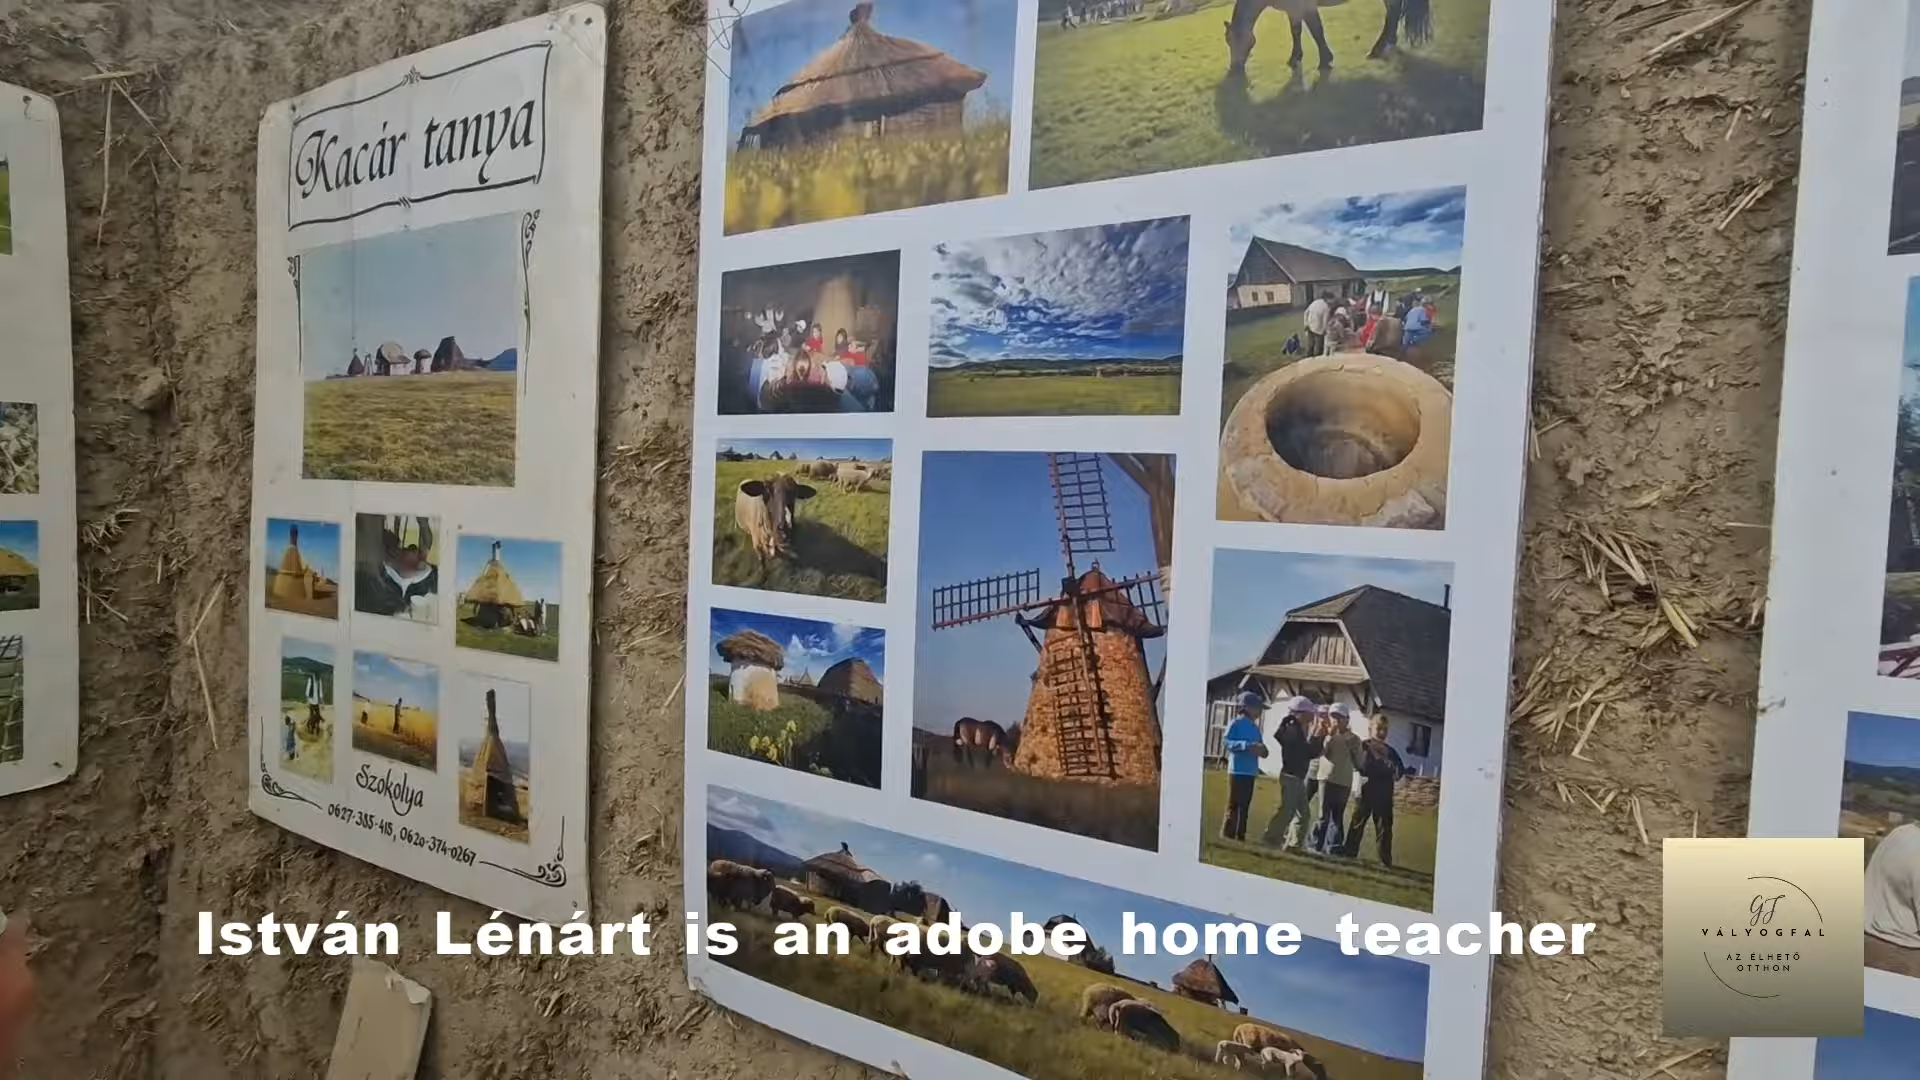 Kacár tanya
Szokolya
0627-385-415, 0620-374-0267
István Lénárt is an adobe home teacher
GJ
VÁLYOGFAL
AZ ÉLHETŐ
OTTHON